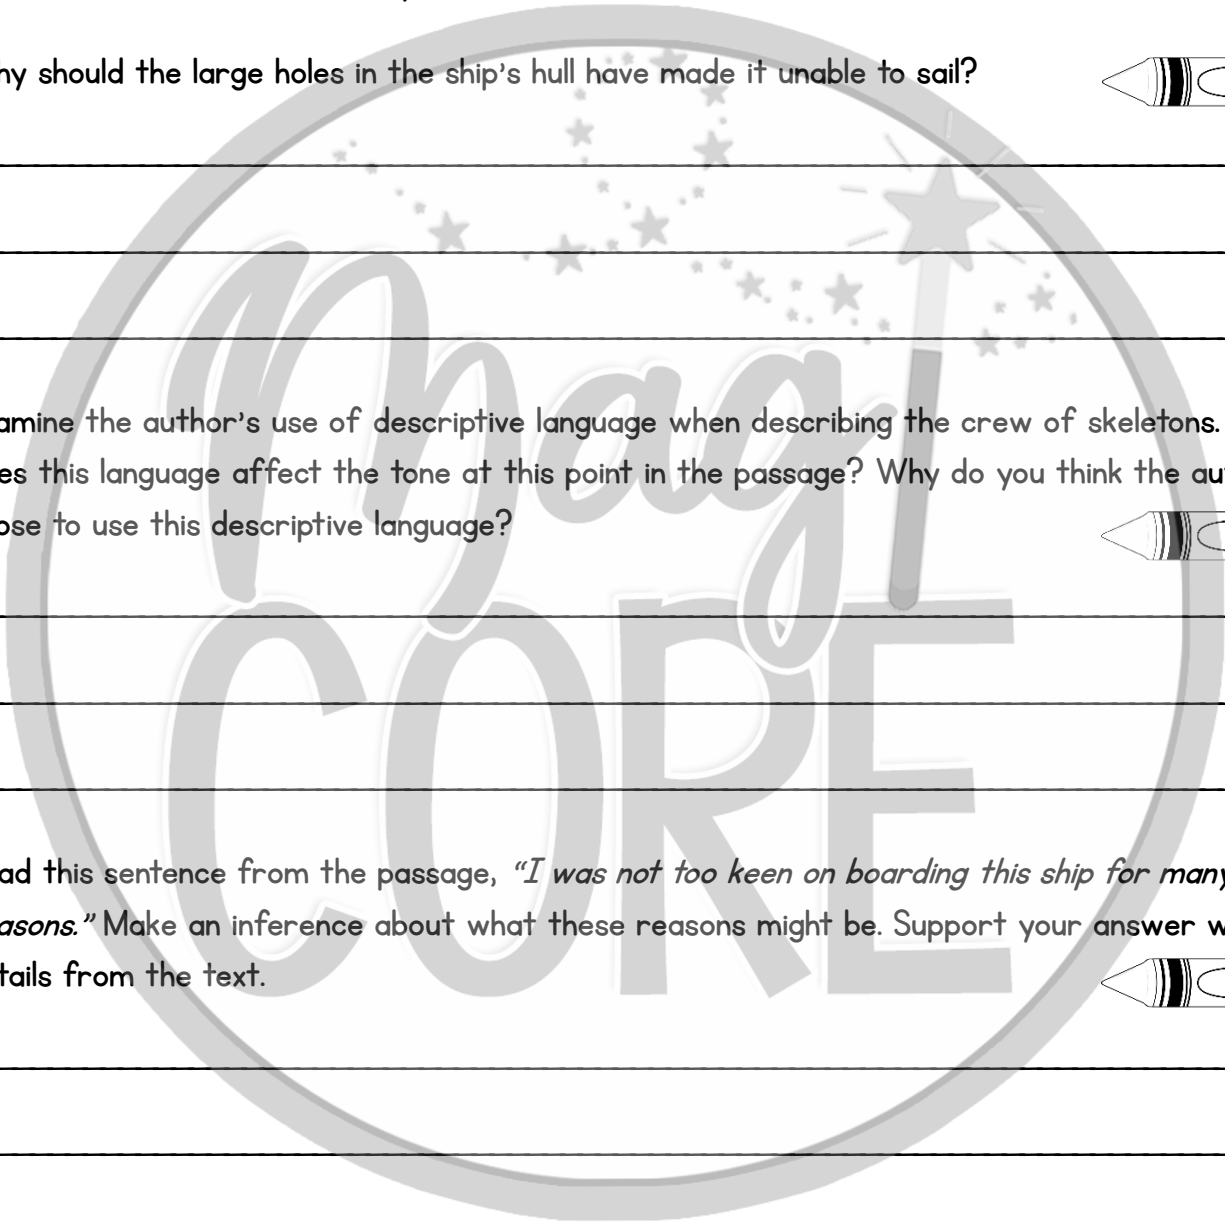 hy should the large holes in the ship's hull have made it unable to sail?
amine the author's use of descriptive language when describing the crew of skeletons.
es this language affect the tone at this point in the passage? Why do you think the au
ose to use this descriptive language?
ad this sentence from the passage, “I was not too keen on boarding this ship for many
asons.” Make an inference about what these reasons might be. Support your answer w
tails from the text.
Magi
CORE